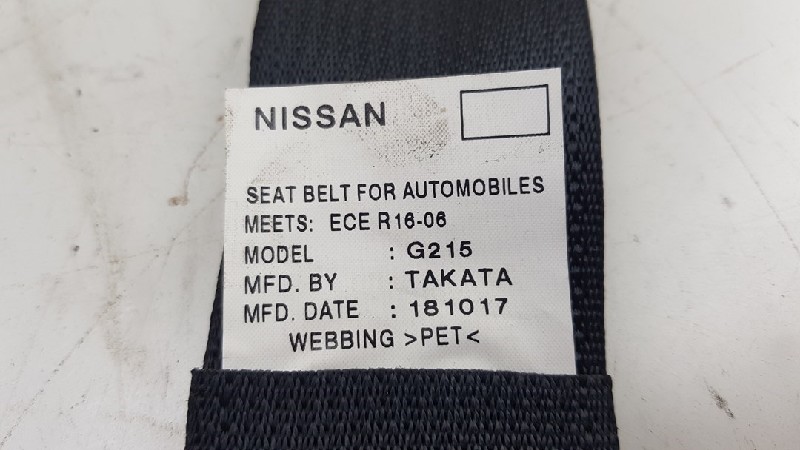 NISSAN
SEAT BELT FOR AUTOMOBILES
MEETS: ECE R16-06
MODEL : G215
MFD. BY : TAKATA
MFD. DATE : 181017
WEBBING >PET<